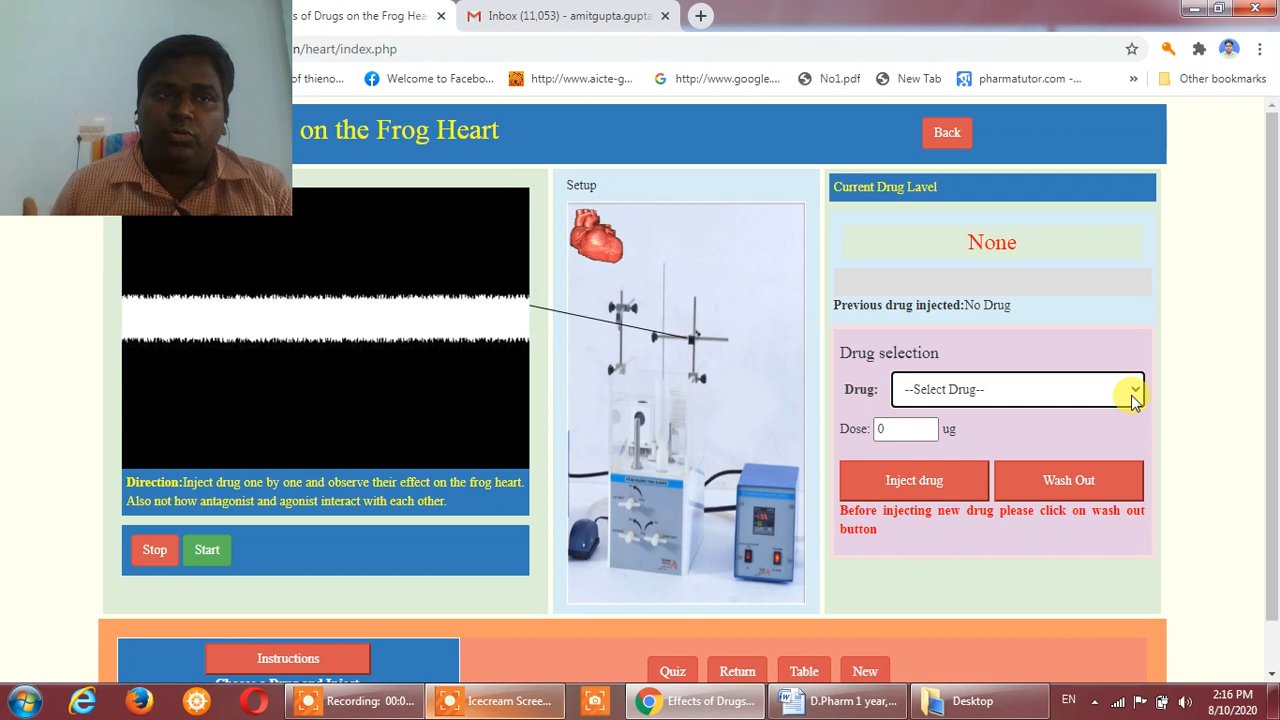 s of Drugs on the Frog Hea
Inbox (11,053) - amitgupta.gupta
n/heart/index.php
of thieno...
Welcome to Facebo...
http://www.aicte-g...
http://www.google....
No1.pdf
New Tab
pharmatutor.com -...
»
Other bookmarks
on the Frog Heart
Back
Setup
Current Drug Lavel
None
Previous drug injected:No Drug
Drug selection
Drug:
--Select Drug--
Dose: 0 ug
Inject drug
Wash Out
Before injecting new drug please click on wash out
button
Direction:Inject drug one by one and observe their effect on the frog heart.
Also not how antagonist and agonist interact with each other.
Stop
Start
Instructions
Choose a Drug and Inject
Quiz
Return
Table
New
Recording: 00:0...
Icecream Scree...
Effects of Drugs...
D.Pharm 1 year,...
Desktop
EN
2:16 PM
8/10/2020